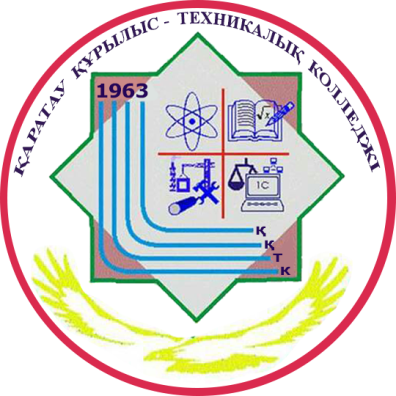 ҚАРАТАУ ҚҰРЫЛЫС - ТЕХНИКАЛЫҚ КОЛЛЕДЖІ
1963
1С
Қ
Қ
Т
К